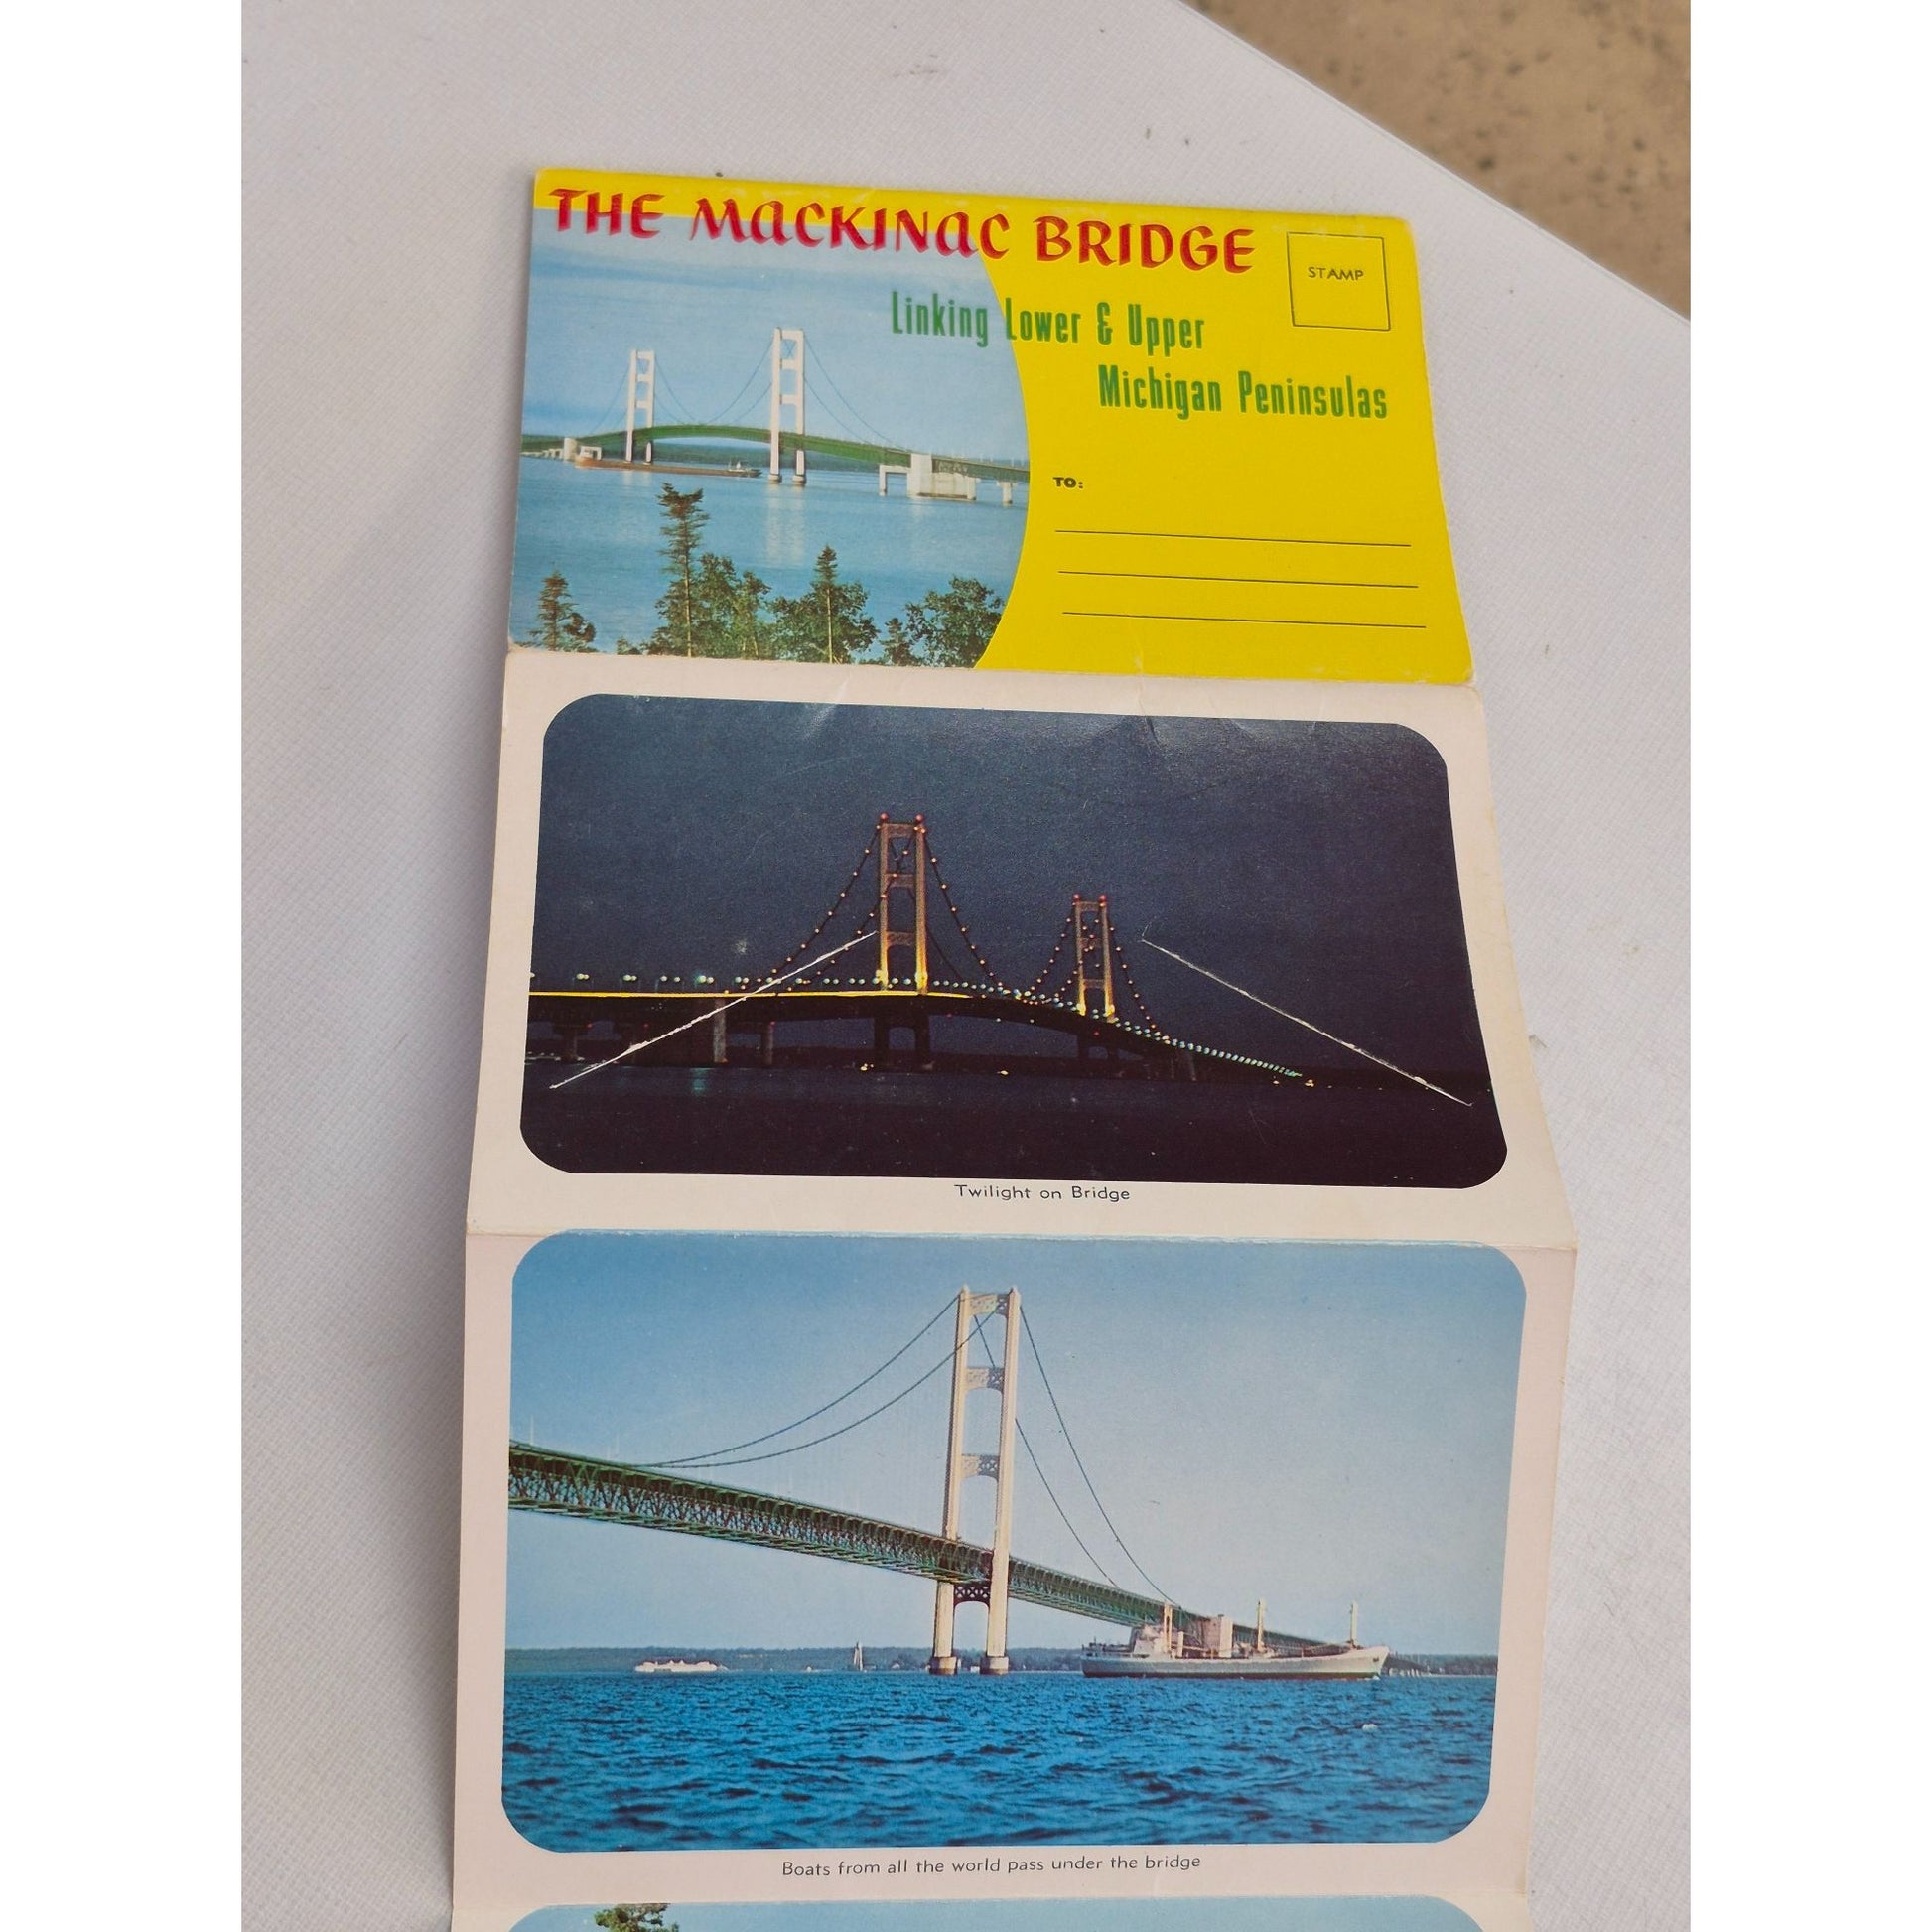 THE MACKINAC BRIDGE
STAMP
Linking Lower & Upper
Michigan Peninsulas
TO:
Twilight on Bridge
Boats from all the world pass under the bridge